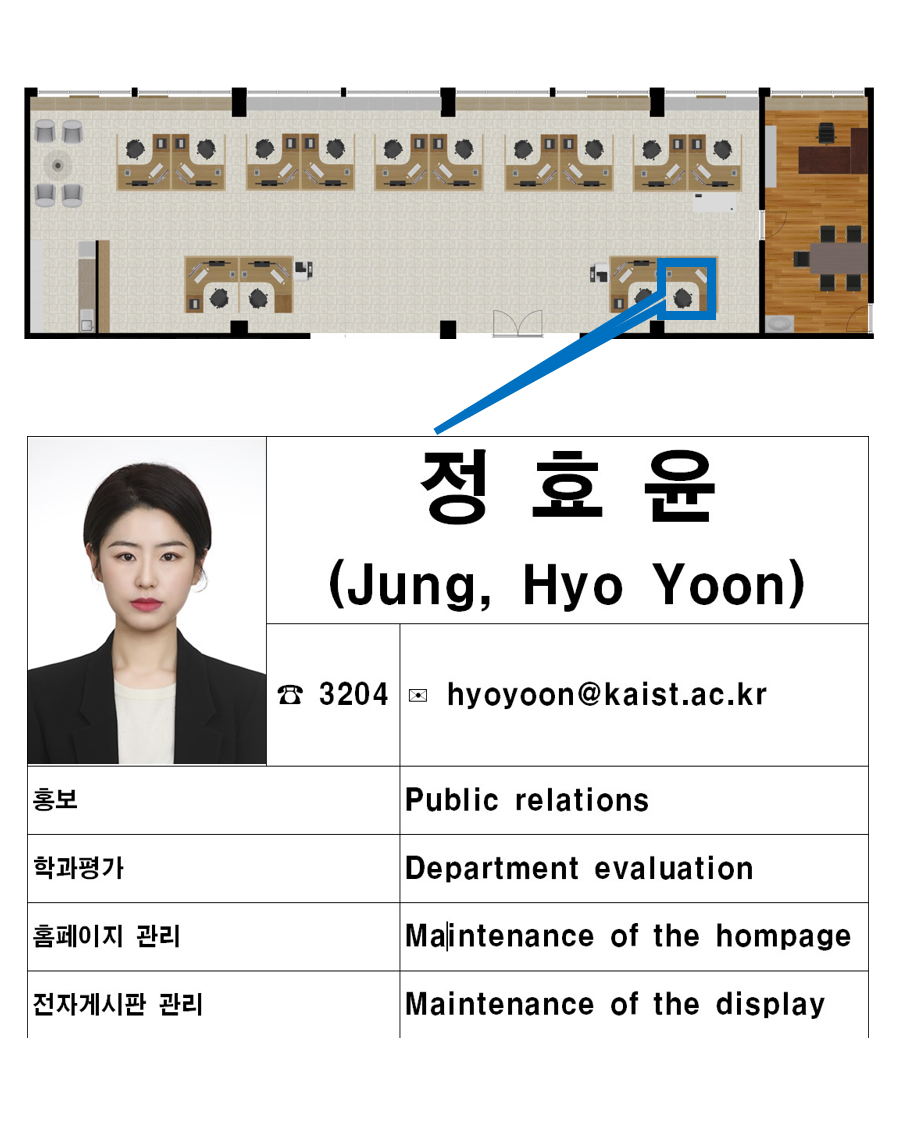 정 효 윤
(Jung, Hyo Yoon)
☎ 3204
✉ hyoyoon@kaist.ac.kr
홍보 Public relations
학과평가 Department evaluation
홈페이지 관리 Maintenance of the hompage
전자게시판 관리 Maintenance of the display